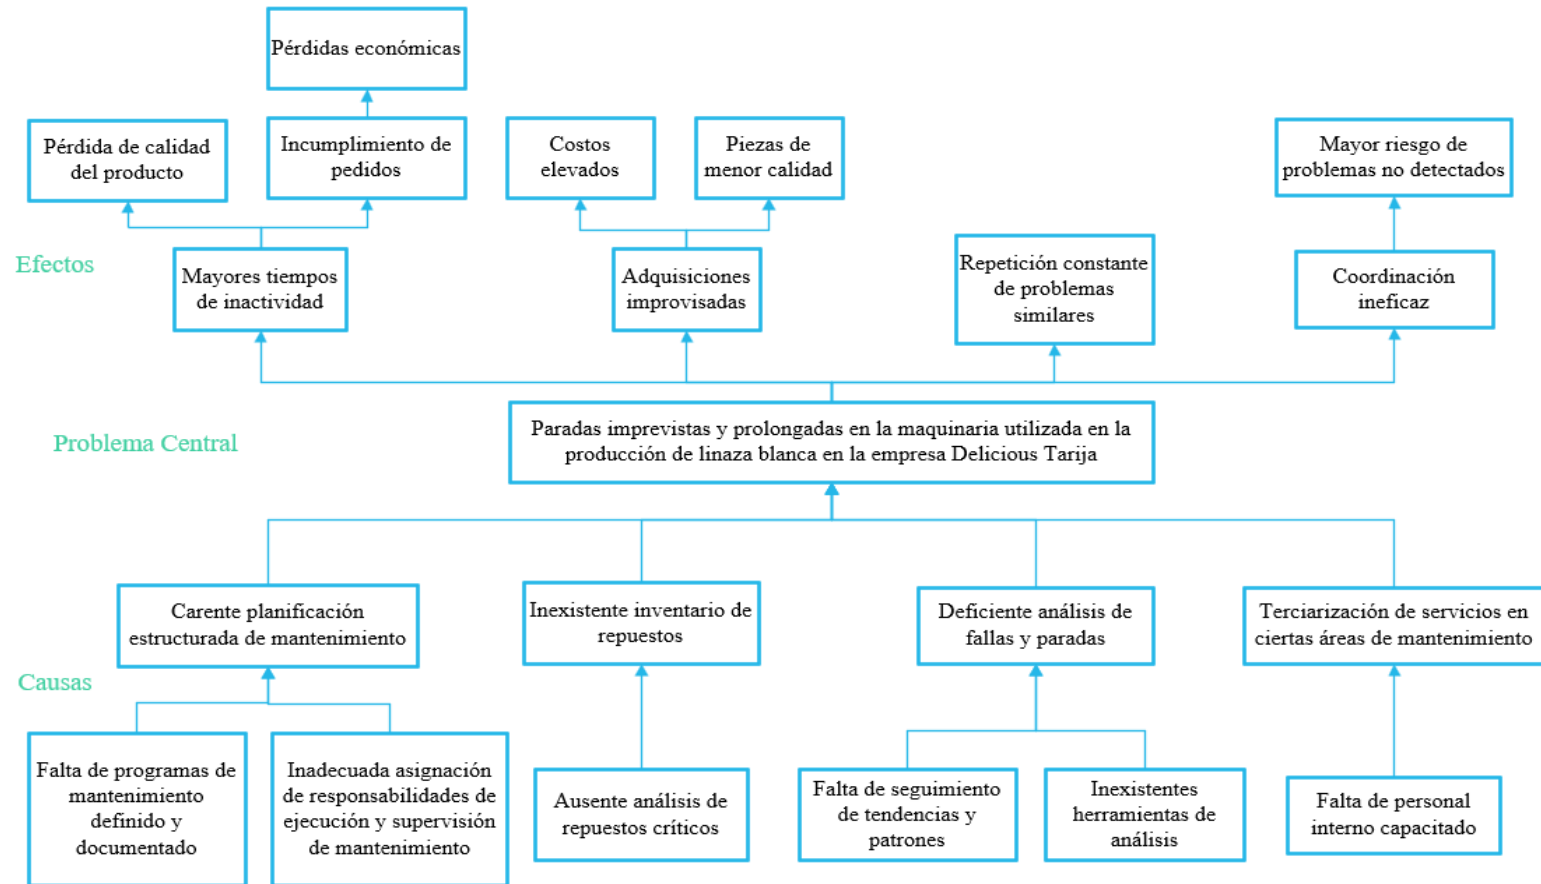 Pérdidas económicas
Pérdida de calidad
del producto
Incumplimiento de
pedidos
Costos
elevados
Piezas de
menor calidad
Mayor riesgo de
problemas no detectados
Efectos
Mayores tiempos
de inactividad
Adquisiciones
improvisadas
Repetición constante
de problemas
similares
Coordinación
ineficaz
Problema Central
Paradas imprevistas y prolongadas en la maquinaria utilizada en la
producción de linaza blanca en la empresa Delicious Tarija
Carente planificación
estructurada de mantenimiento
Inexistente inventario de
repuestos
Deficiente análisis de
fallas y paradas
Terciarización de servicios en
ciertas áreas de mantenimiento
Causas
Falta de programas de
mantenimiento
definido y
documentado
Inadecuada asignación
de responsabilidades de
ejecución y supervisión
de mantenimiento
Ausente análisis de
repuestos críticos
Falta de seguimiento
de tendencias y
patrones
Inexistentes
herramientas de
análisis
Falta de personal
interno capacitado